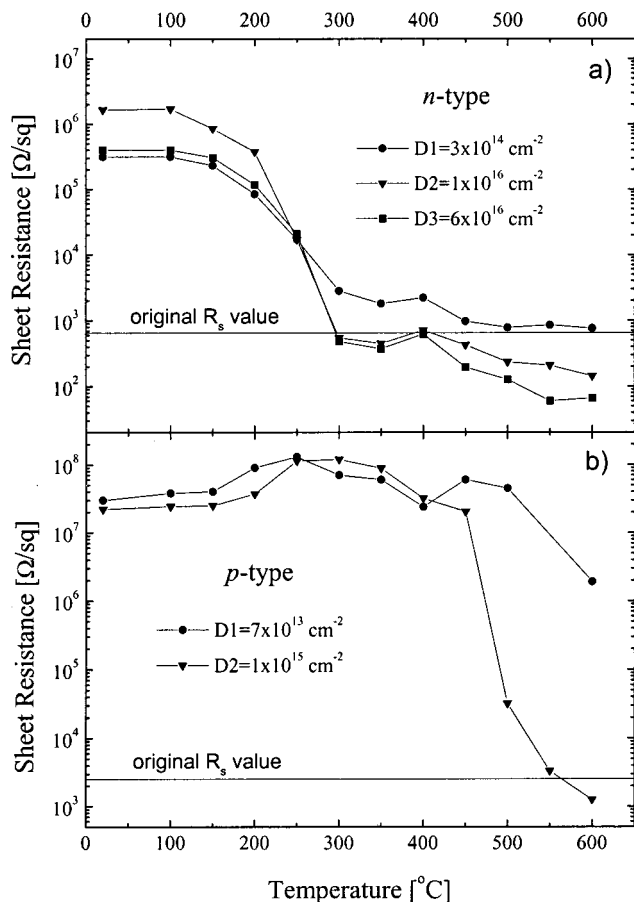 0 100 200 300 400 500 600
a)
n-type
D1=3x10^14 cm^-2
D2=1x10^16 cm^-2
D3=6x10^16 cm^-2
original R_s value
Sheet Resistance [Ω/sq]
10^7
10^6
10^5
10^4
10^3
10^2
b)
p-type
D1=7x10^13 cm^-2
D2=1x10^15 cm^-2
original R_s value
Sheet Resistance [Ω/sq]
10^8
10^7
10^6
10^5
10^4
10^3
0 100 200 300 400 500 600
Temperature [°C]